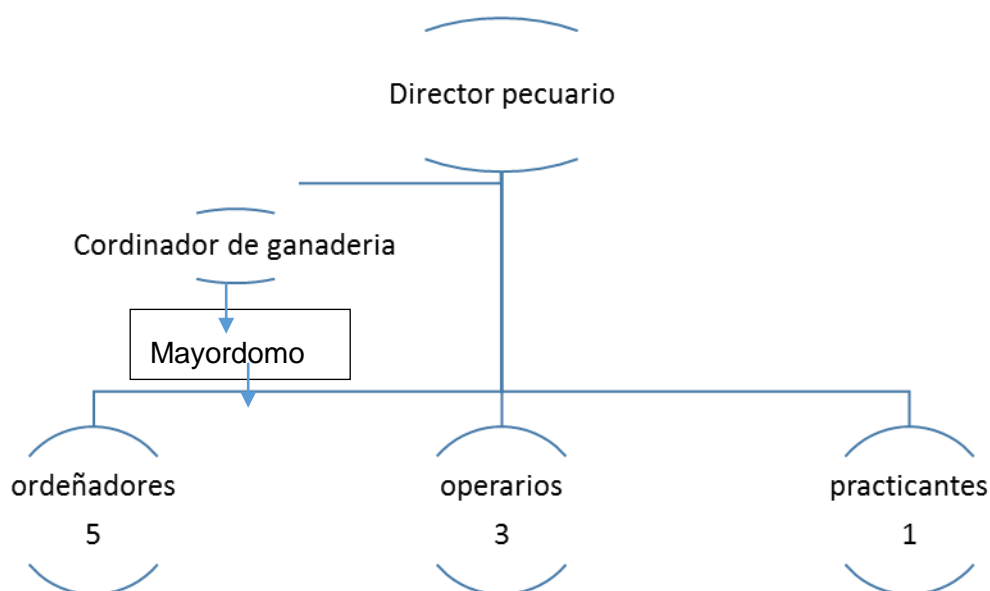 Director pecuario
Cordinador de ganaderia
Mayordomo
ordeñadores
5
operarios
3
practicantes
1